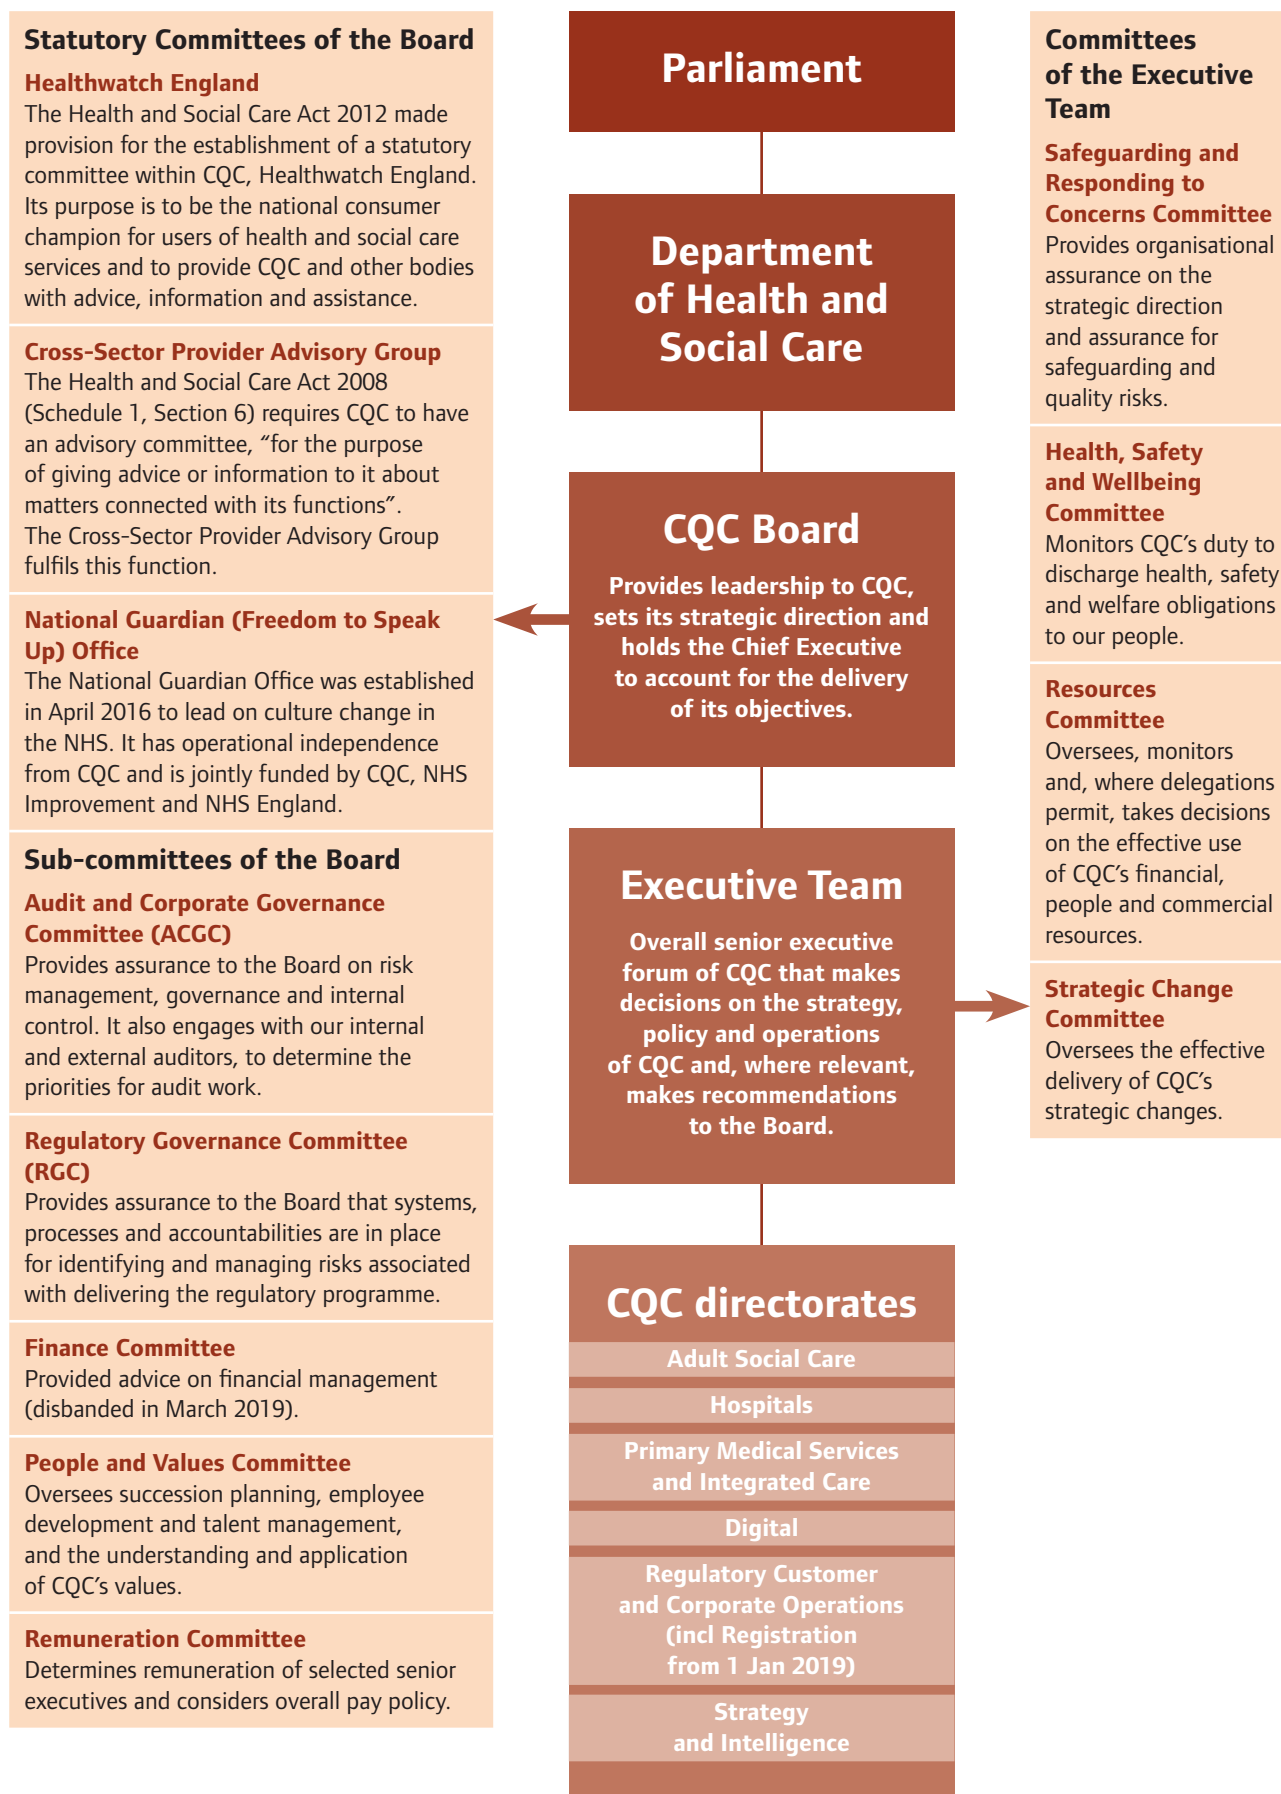 Statutory Committees of the Board
Healthwatch England
The Health and Social Care Act 2012 made
provision for the establishment of a statutory
committee within CQC, Healthwatch England.
Its purpose is to be the national consumer
champion for users of health and social care
services and to provide CQC and other bodies
with advice, information and assistance.
Cross-Sector Provider Advisory Group
The Health and Social Care Act 2008
(Schedule 1, Section 6) requires CQC to have
an advisory committee, “for the purpose
of giving advice or information to it about
matters connected with its functions”.
The Cross-Sector Provider Advisory Group
fulfils this function.
National Guardian (Freedom to Speak
Up) Office
The National Guardian Office was established
in April 2016 to lead on culture change in
the NHS. It has operational independence
from CQC and is jointly funded by CQC, NHS
Improvement and NHS England.
Sub-committees of the Board
Audit and Corporate Governance
Committee (ACGC)
Provides assurance to the Board on risk
management, governance and internal
control. It also engages with our internal
and external auditors, to determine the
priorities for audit work.
Regulatory Governance Committee
(RGC)
Provides assurance to the Board that systems,
processes and accountabilities are in place
for identifying and managing risks associated
with delivering the regulatory programme.
Finance Committee
Provided advice on financial management
(disbanded in March 2019).
People and Values Committee
Oversees succession planning, employee
development and talent management,
and the understanding and application
of CQC’s values.
Remuneration Committee
Determines remuneration of selected senior
executives and considers overall pay policy.
Parliament
Department
of Health and
Social Care
CQC Board
Provides leadership to CQC,
sets its strategic direction and
holds the Chief Executive
to account for the delivery
of its objectives.
Executive Team
Overall senior executive
forum of CQC that makes
decisions on the strategy,
policy and operations
of CQC and, where relevant,
makes recommendations
to the Board.
CQC directorates
Adult Social Care
Hospitals
Primary Medical Services
and Integrated Care
Digital
Regulatory Customer
and Corporate Operations
(incl Registration
from 1 Jan 2019)
Strategy
and Intelligence
Committees
of the Executive
Team
Safeguarding and
Responding to
Concerns Committee
Provides organisational
assurance on the
strategic direction
and assurance for
safeguarding and
quality risks.
Health, Safety
and Wellbeing
Committee
Monitors CQC’s duty to
discharge health, safety
and welfare obligations
to our people.
Resources
Committee
Oversees, monitors
and, where delegations
permit, takes decisions
on the effective use
of CQC’s financial,
people and commercial
resources.
Strategic Change
Committee
Oversees the effective
delivery of CQC’s
strategic changes.